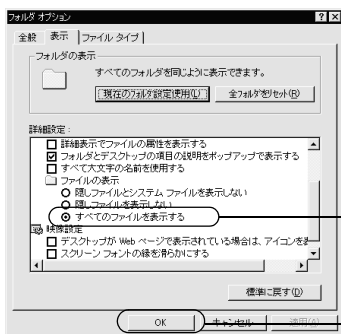 フォルダ オプション
全般 表示 ファイル タイプ
フォルダの表示
すべてのフォルダを同じように表示できます。
現在のフォルダ設定使用(L) 全フォルダをリセット(R)
詳細設定:
詳細表示でファイルの属性を表示する
フォルダとデスクトップの項目の説明をポップアップで表示する
すべて大文字の名前を使用する
ファイルの表示
隠しファイルとシステム ファイルを表示しない
隠しファイルを表示しない
すべてのファイルを表示する
映像設定
デスクトップが Web ページで表示されている場合は、アイコンを
スクリーン フォントの縁を滑らかにする
標準に戻す(D)
OK キャンセル 適用(A)